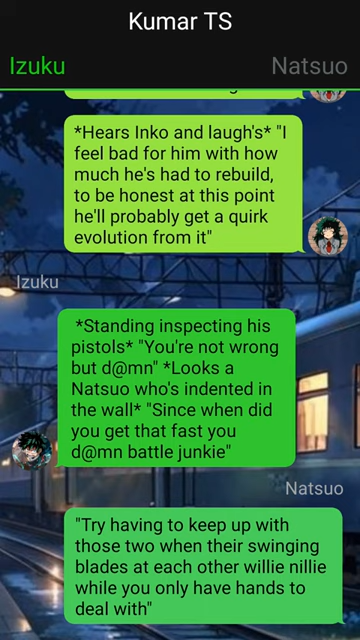 Kumar TS
Izuku
Natsuo
*Hears Inko and laugh's* "I
feel bad for him with how
much he's had to rebuild,
to be honest at this point
he'll probably get a quirk
evolution from it"
Izuku
*Standing inspecting his
pistols* "You're not wrong
but d@mn" *Looks a
Natsuo who's indented in
the wall* "Since when did
you get that fast you
d@mn battle junkie"
Natsuo
"Try having to keep up with
those two when their swinging
blades at each other willie nillie
while you only have hands to
deal with"